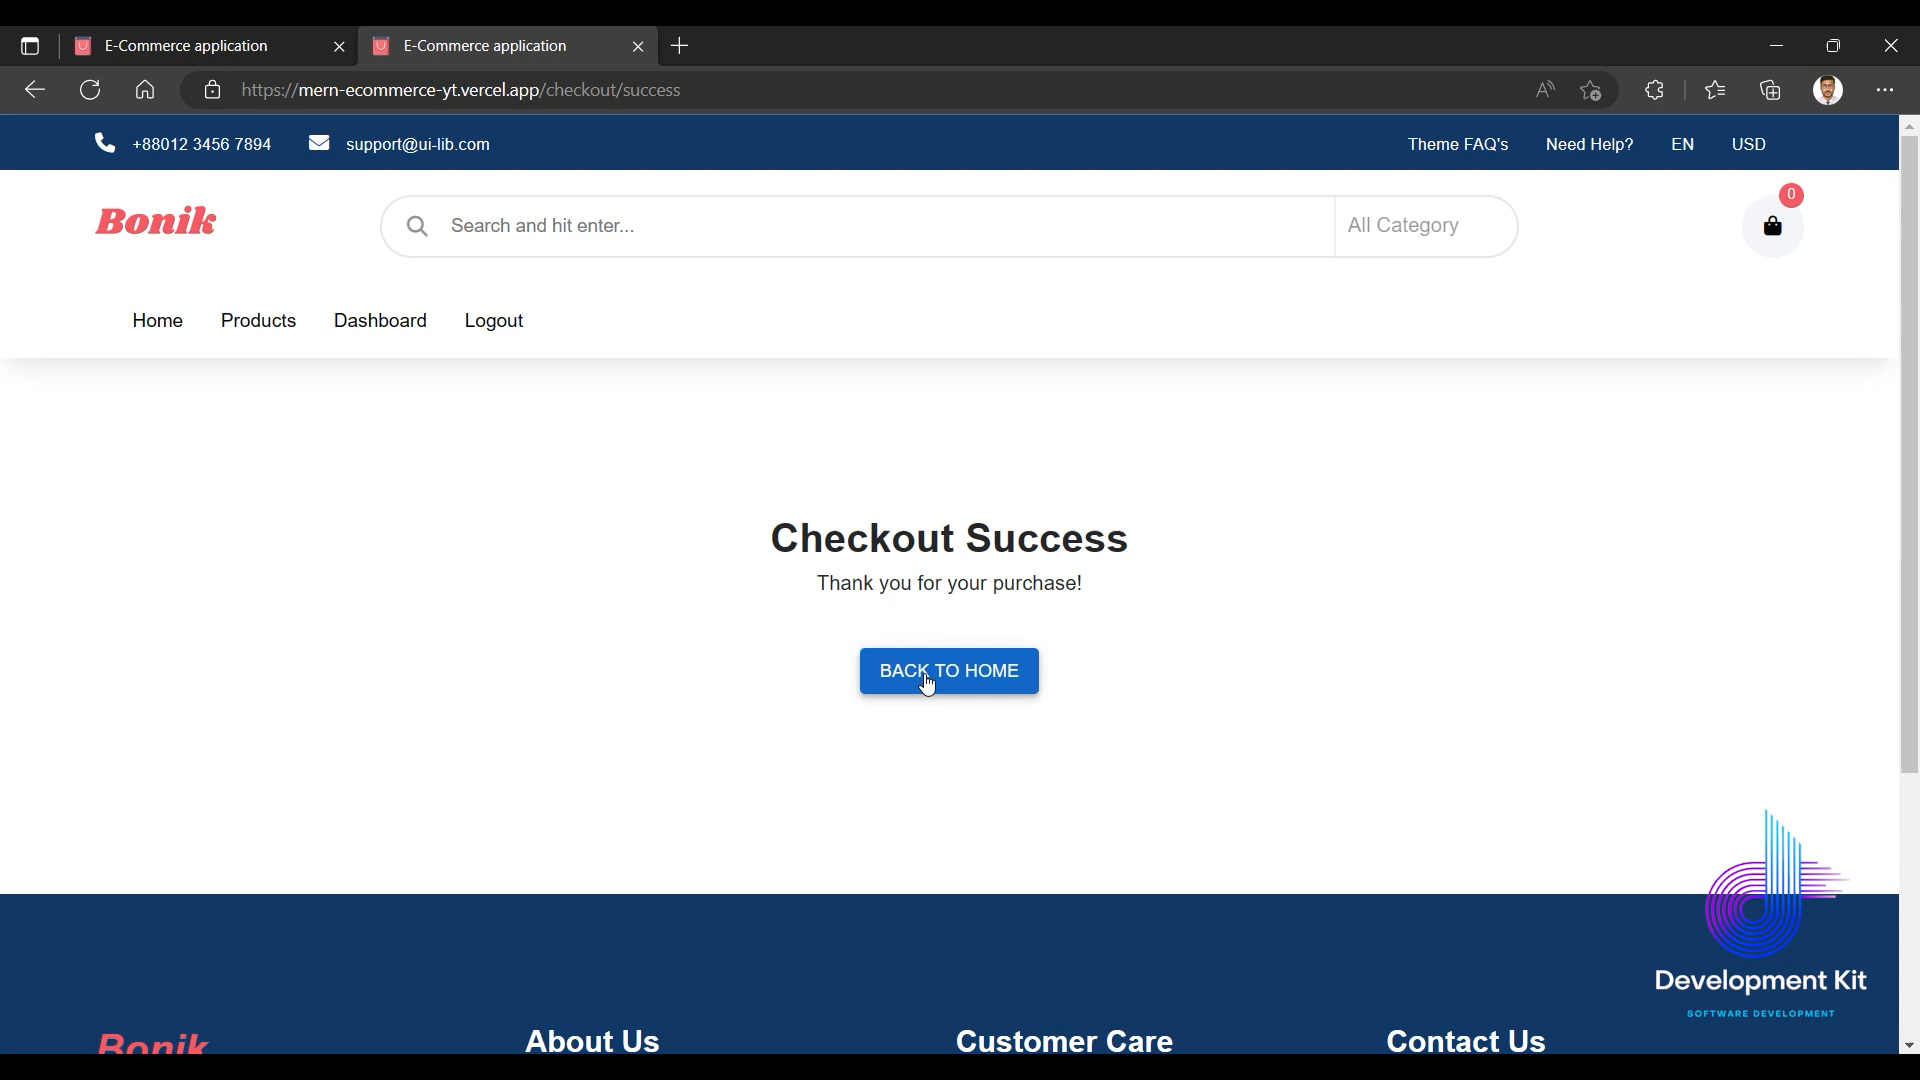 E-Commerce application
E-Commerce application
https://mern-ecommerce-yt.vercel.app/checkout/success
+88012 3456 7894
support@ui-lib.com
Theme FAQ's
Need Help?
EN
USD
Bonik
Search and hit enter...
All Category
0
Home
Products
Dashboard
Logout
Checkout Success
Thank you for your purchase!
BACK TO HOME
Development Kit
SOFTWARE DEVELOPMENT
Bonik
About Us
Customer Care
Contact Us